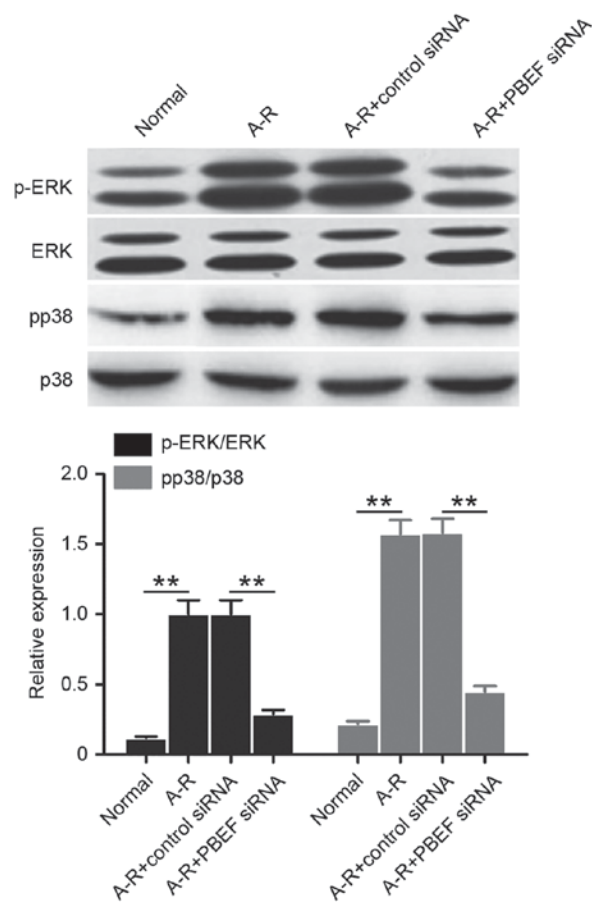 Normal
A-R
A-R+control siRNA
A-R+PBEF siRNA
p-ERK
ERK
pp38
p38
p-ERK/ERK
pp38/p38
2.0
1.5
1.0
0.5
0
Relative expression
**
**
**
**
Normal
A-R
A-R+control siRNA
A-R+PBEF siRNA
Normal
A-R
A-R+control siRNA
A-R+PBEF siRNA